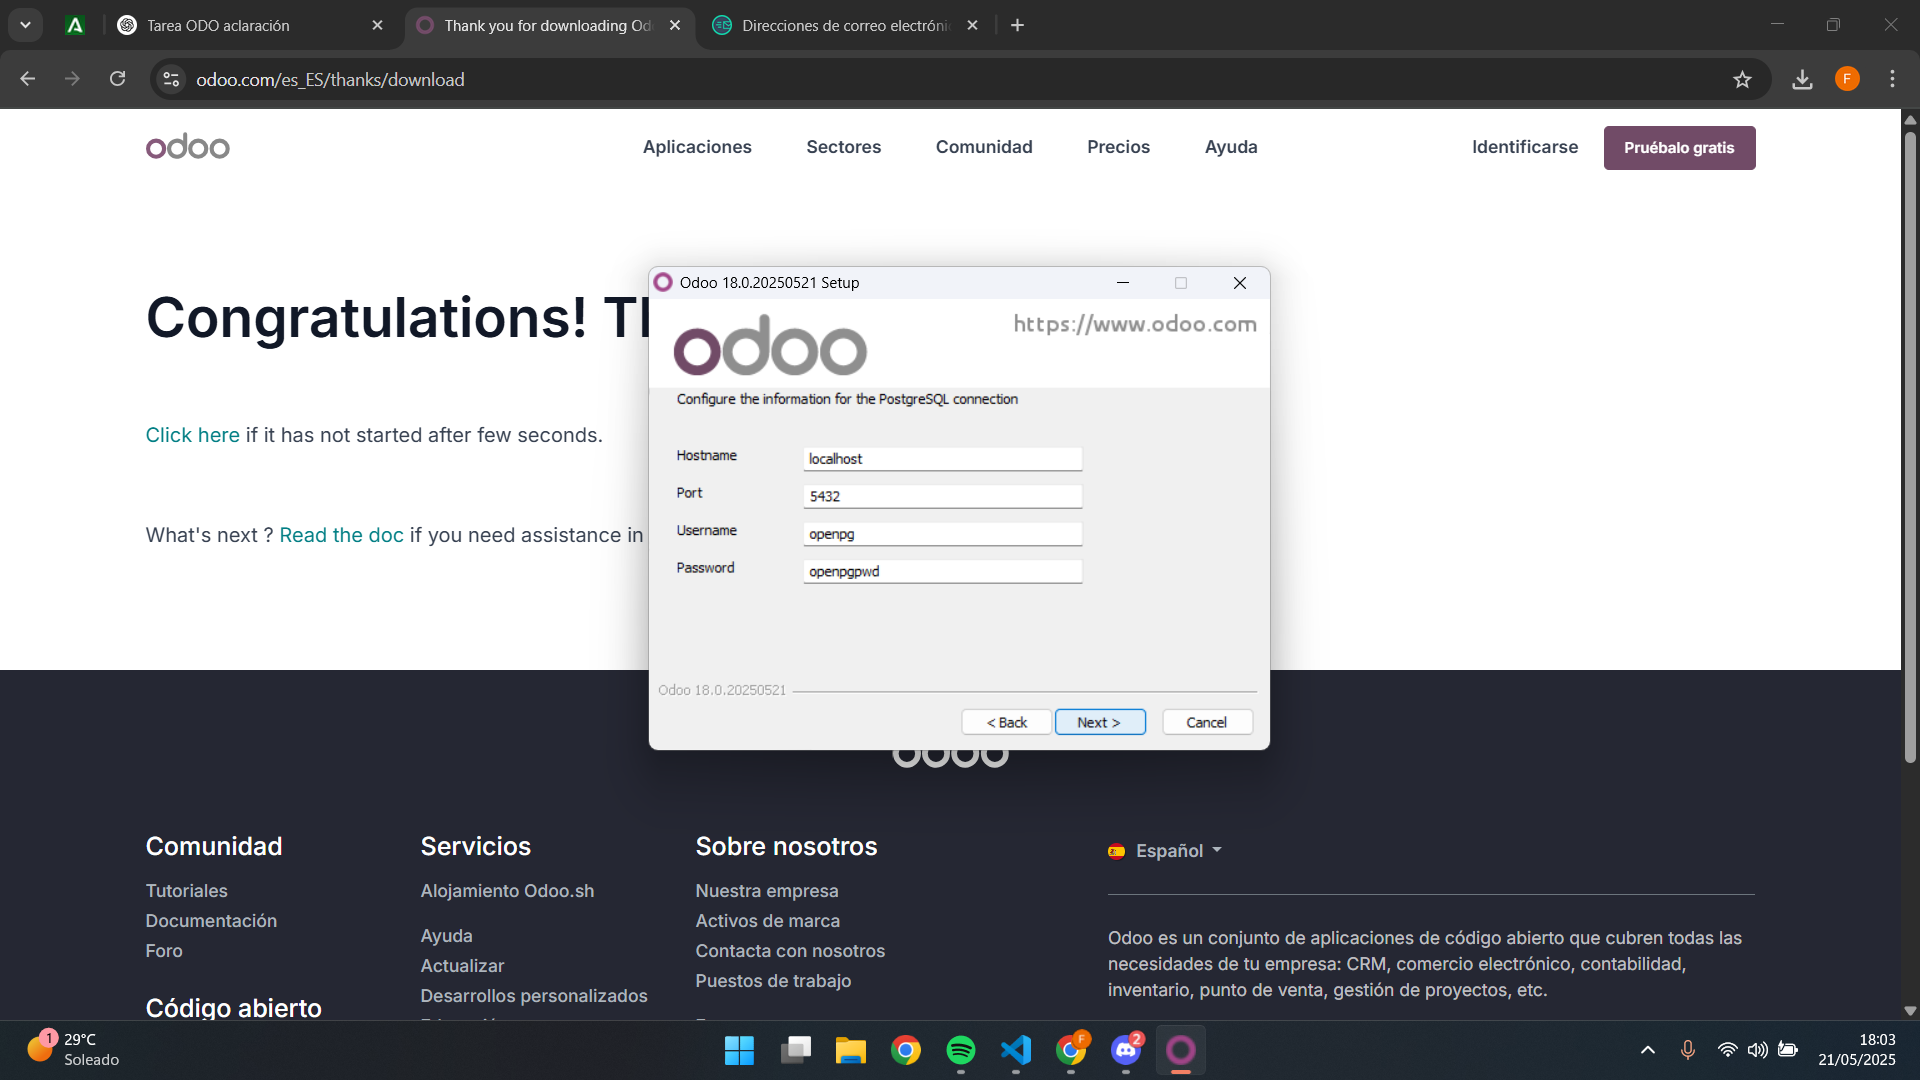 Tarea ODO aclaración
Thank you for downloading Od
Direcciones de correo electróni
odoo.com/es_ES/thanks/download
F
odoo
Aplicaciones
Sectores
Comunidad
Precios
Ayuda
Identificarse
Pruébalo gratis
Congratulations! Th
Click here if it has not started after few seconds.
What's next ? Read the doc if you need assistance in
Odoo 18.0.20250521 Setup
odoo
https://www.odoo.com
Configure the information for the PostgreSQL connection
Hostname
localhost
Port
5432
Username
openpg
Password
openpgpwd
Odoo 18.0.20250521
< Back
Next >
Cancel
odoo
Comunidad
Tutoriales
Documentación
Foro
Código abierto
Servicios
Alojamiento Odoo.sh
Ayuda
Actualizar
Desarrollos personalizados
Sobre nosotros
Nuestra empresa
Activos de marca
Contacta con nosotros
Puestos de trabajo
Español
Odoo es un conjunto de aplicaciones de código abierto que cubren todas las
necesidades de tu empresa: CRM, comercio electrónico, contabilidad,
inventario, punto de venta, gestión de proyectos, etc.
1
29°C
Soleado
F
2
18:03
21/05/2025